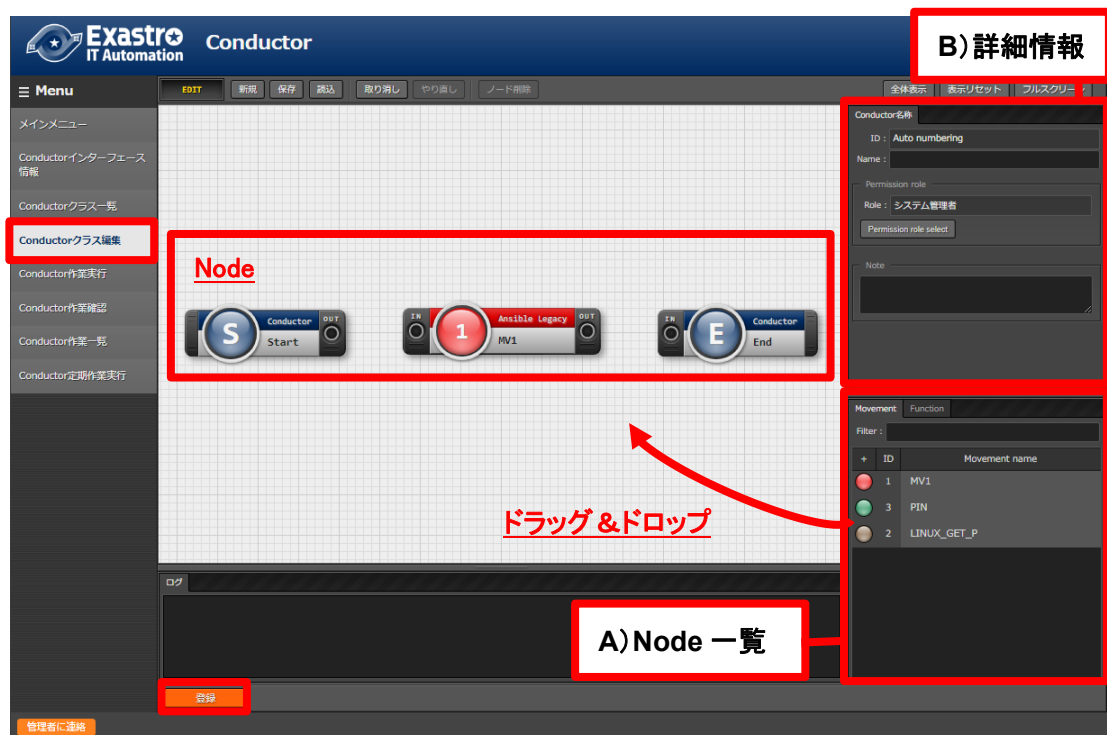 Exastro
IT Automation
Conductor
B)詳細情報
Menu
EDIT
新規
保存
読込
取り消し
やり直し
ノード削除
全体表示
表示リセット
フルスクリーン
メインメニュー
Conductorインターフェース
情報
Conductorクラス一覧
Conductorクラス編集
Conductor作業実行
Conductor作業確認
Conductor作業一覧
Conductor定期作業実行
Node
S
Conductor
OUT
Start
IN
1
Ansible Legacy
OUT
MV1
IN
E
Conductor
End
ドラッグ&ドロップ
Conductor名称
ID : Auto numbering
Name :
Permission role
Role : システム管理者
Permission role select
Note
Movement Function
Filter :
+ ID Movement name
1 MV1
3 PIN
2 LINUX_GET_P
ログ
A)Node 一覧
登録
管理者に連絡